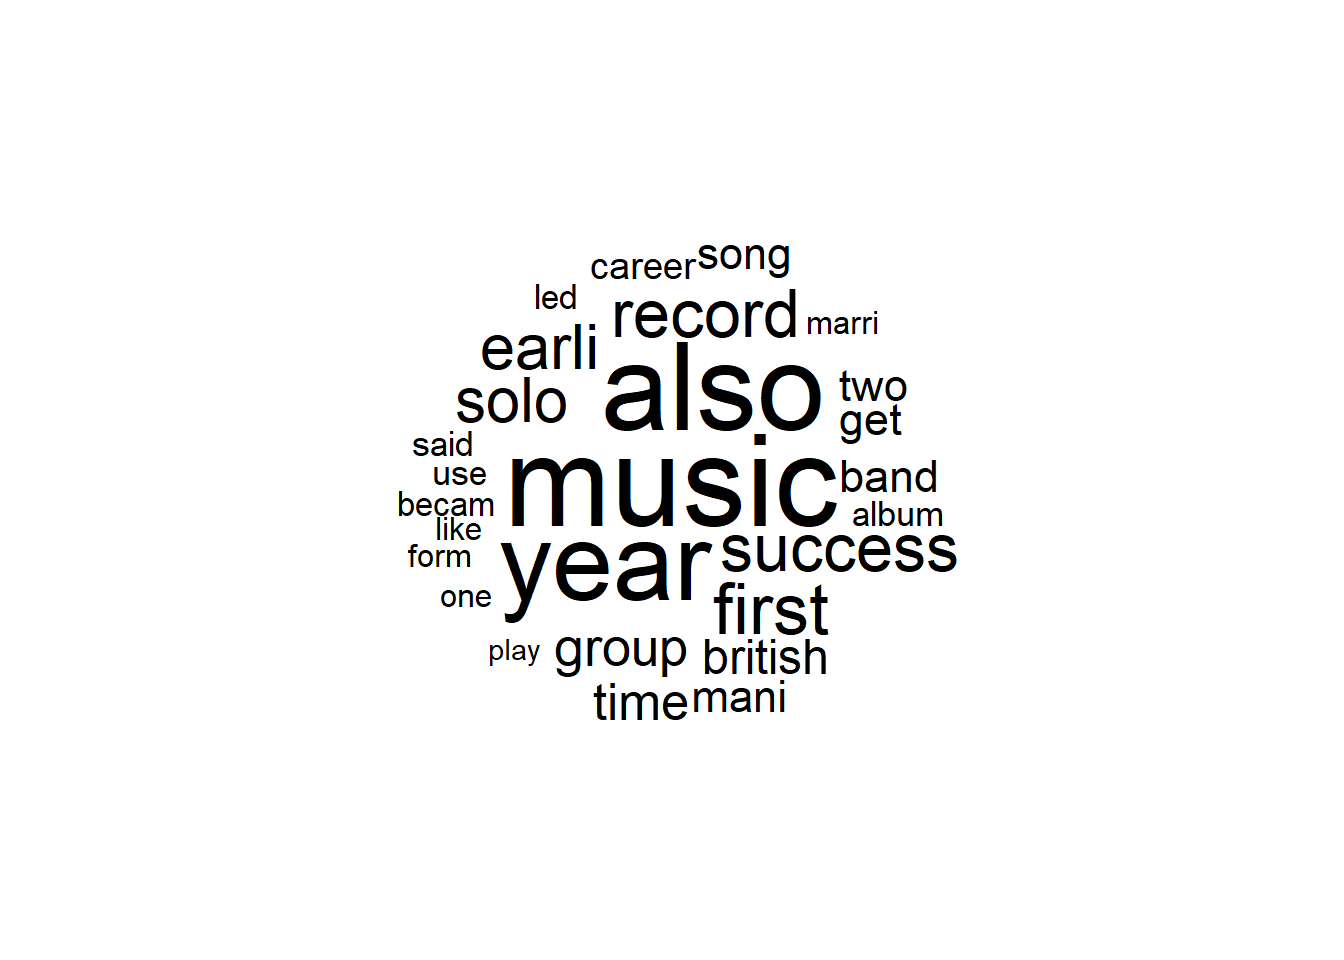 career song
led record marri
earli also
solo two
get
said music band
use
becam album
like
form year success
one first
play group british
time mani